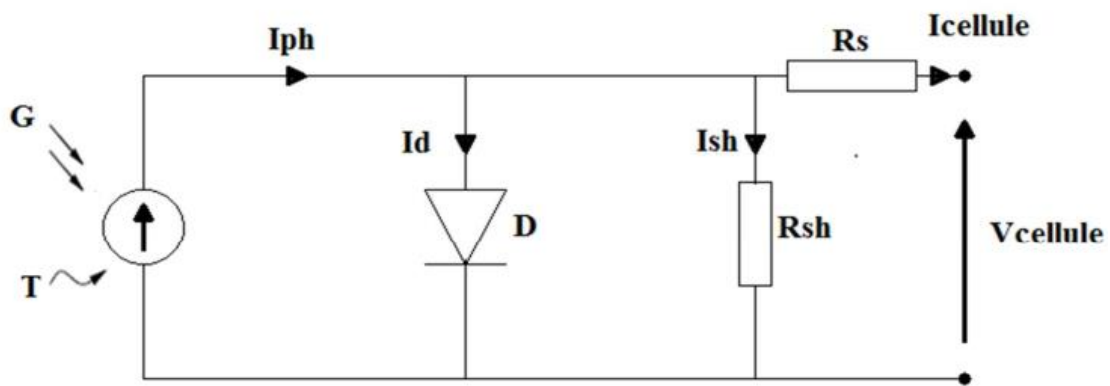 Iph
Rs
Icellule
G
Id
Ish
D
Rsh
Vcellule
T